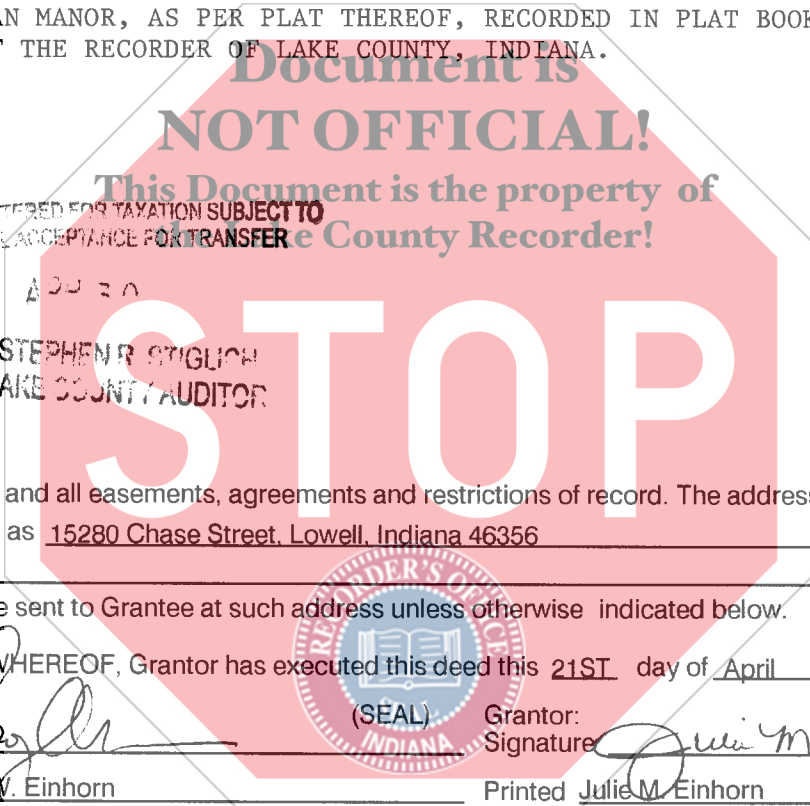 AN MANOR, AS PER PLAT THEREOF, RECORDED IN PLAT BOOK
THE RECORDER OF LAKE COUNTY, INDIANA.
Document is
NOT OFFICIAL!
This Document is the property of
the Lake County Recorder!
TERED FOR TAXATION SUBJECT TO
ACCEPTANCE FOR TRANSFER
STEPHEN R. STIGLICH
AKE COUNTY AUDITOR
STOP
and all easements, agreements and restrictions of record. The address
as 15280 Chase Street, Lowell, Indiana 46356
e sent to Grantee at such address unless otherwise indicated below.
WHEREOF, Grantor has executed this deed this 21ST day of April
RECORDER'S OFFICE
INDIANA
(SEAL) Grantor:
Signature Julie M
W. Einhorn Printed Julie M. Einhorn